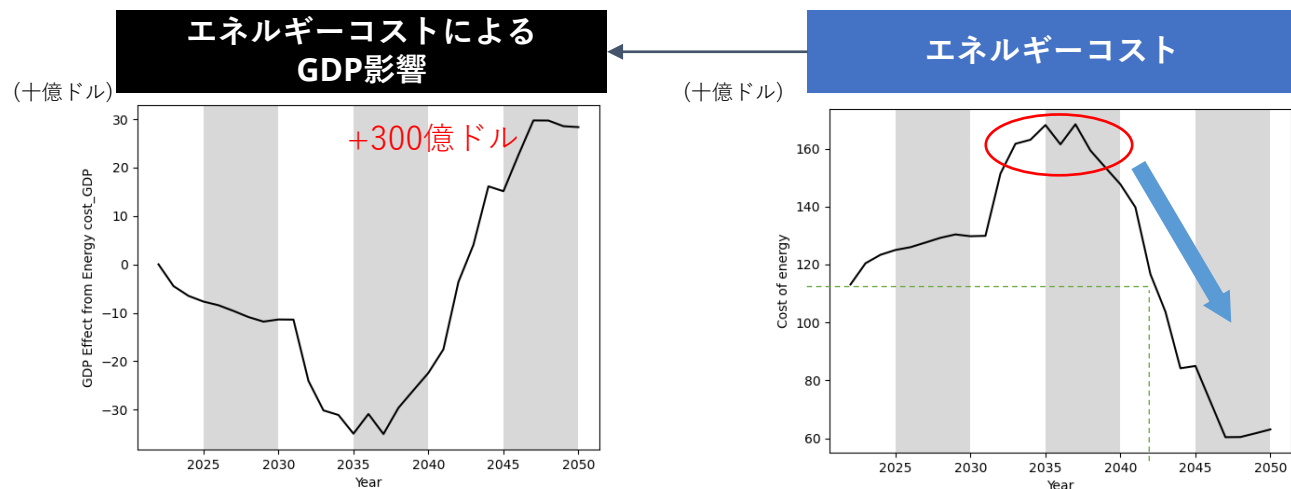 エネルギーコストによる
GDP影響
エネルギーコスト
(十億ドル)
(十億ドル)
+300億ドル
30
20
10
0
−10
−20
−30
GDP Effect from Energy cost_GDP
2025
2030
2035
2040
2045
2050
Year
160
140
120
100
80
60
Cost of energy
2025
2030
2035
2040
2045
2050
Year